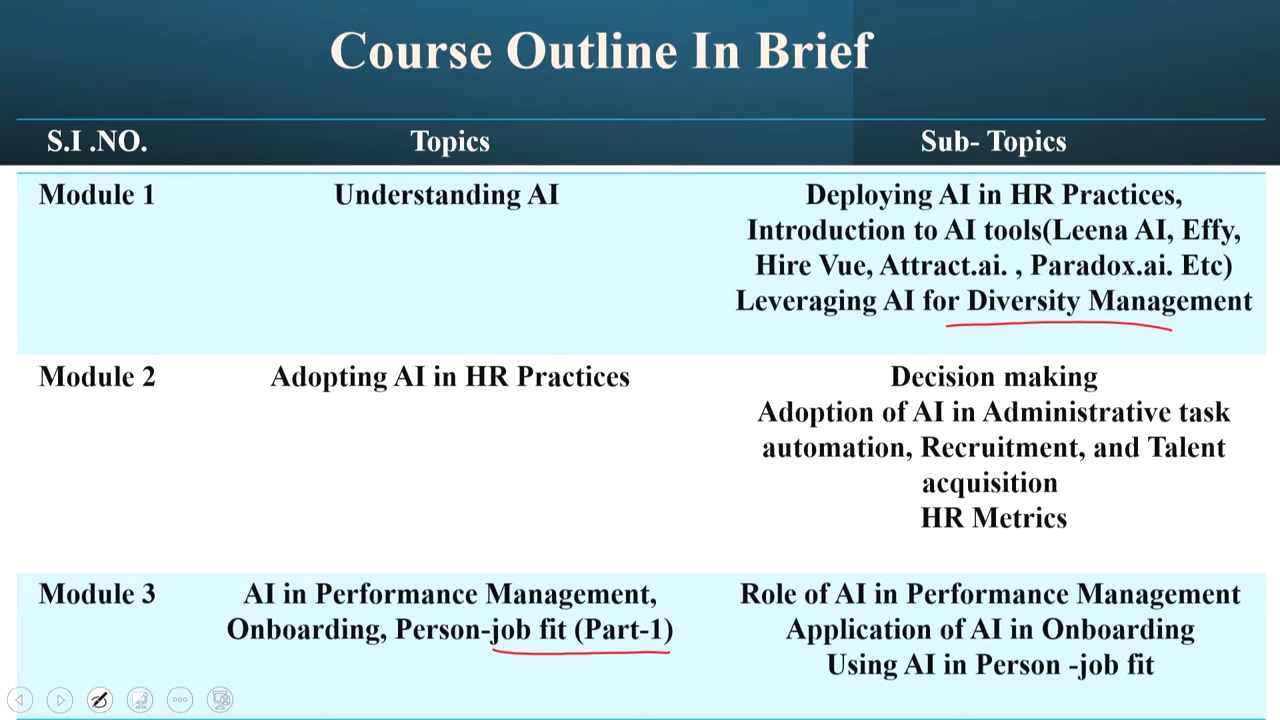 Course Outline In Brief
S.I .NO. Topics Sub- Topics
Module 1 Understanding AI Deploying AI in HR Practices,
Introduction to AI tools(Leena AI, Effy,
Hire Vue, Attract.ai. , Paradox.ai. Etc)
Leveraging AI for Diversity Management
Module 2 Adopting AI in HR Practices Decision making
Adoption of AI in Administrative task
automation, Recruitment, and Talent
acquisition
HR Metrics
Module 3 AI in Performance Management, Role of AI in Performance Management
Onboarding, Person-job fit (Part-1) Application of AI in Onboarding
Using AI in Person -job fit